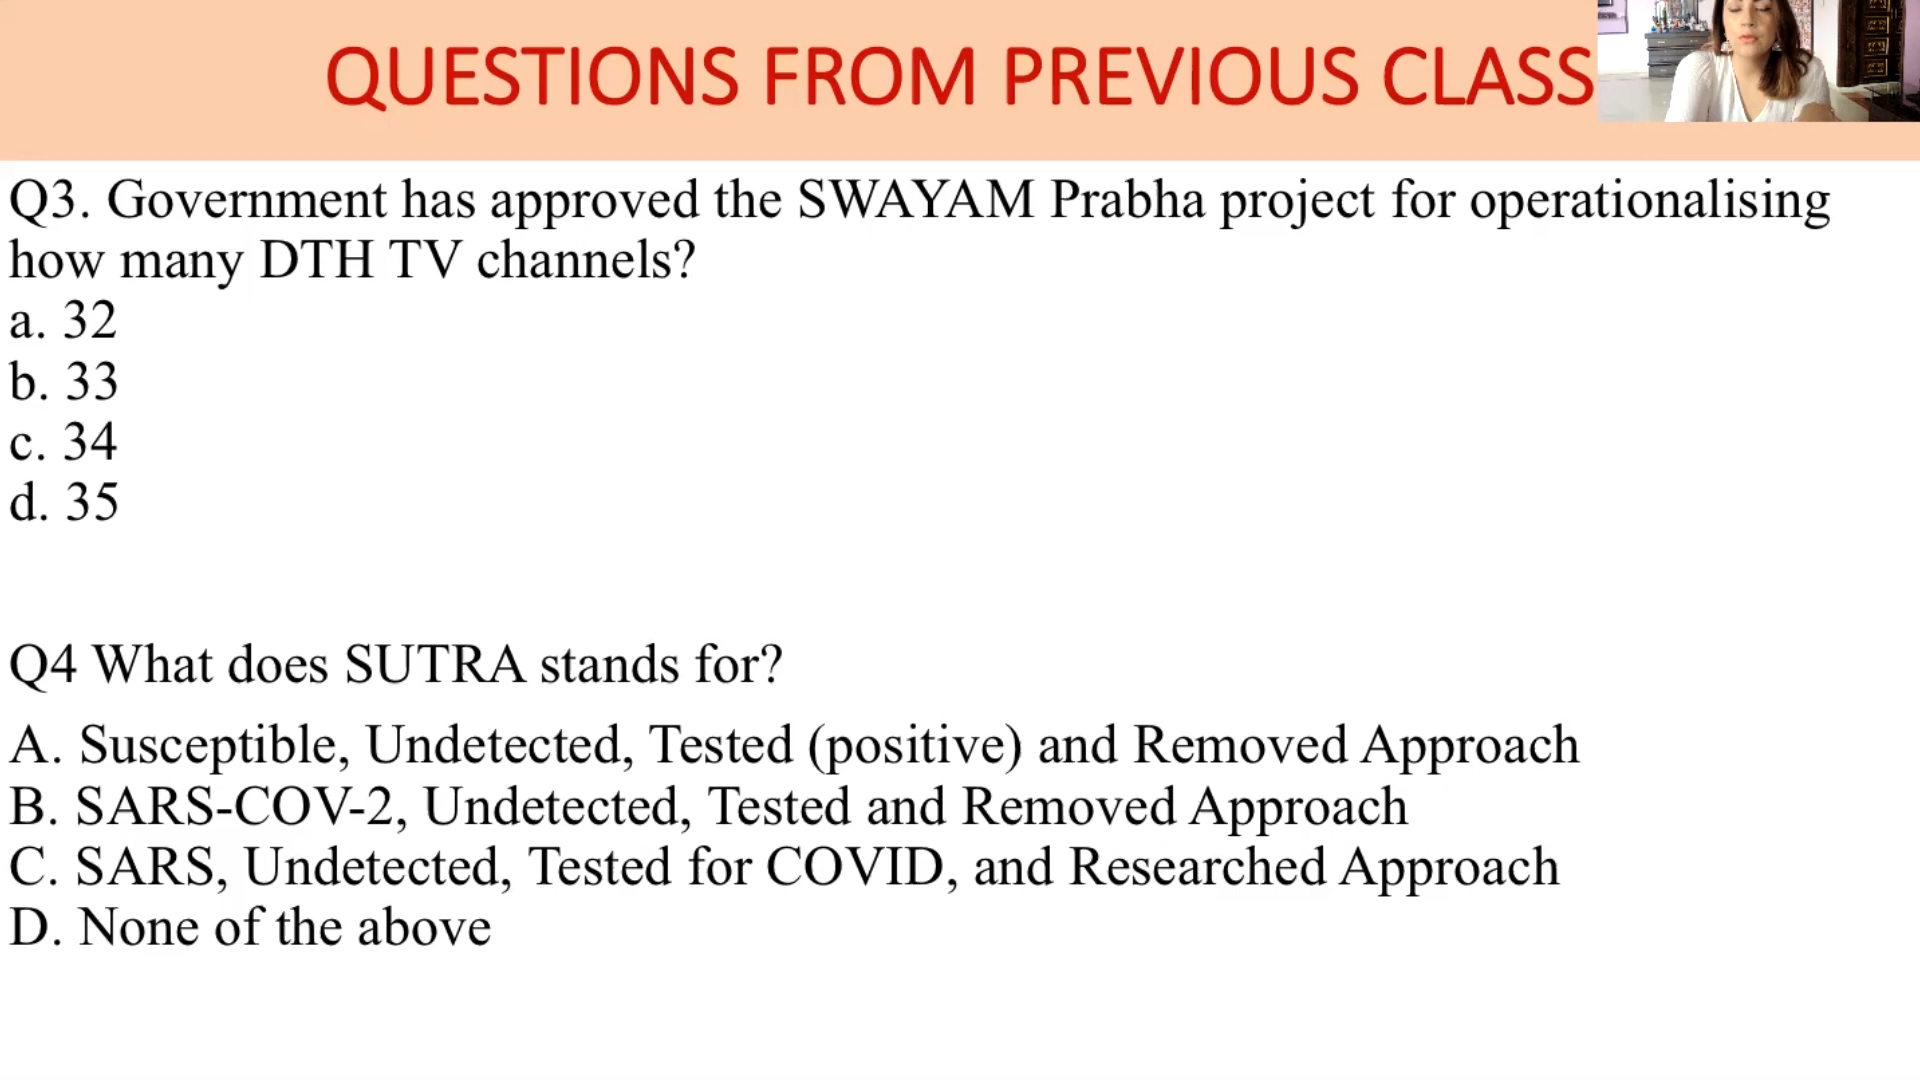 QUESTIONS FROM PREVIOUS CLASS
Q3. Government has approved the SWAYAM Prabha project for operationalising
how many DTH TV channels?
a. 32
b. 33
c. 34
d. 35
Q4 What does SUTRA stands for?
A. Susceptible, Undetected, Tested (positive) and Removed Approach
B. SARS-COV-2, Undetected, Tested and Removed Approach
C. SARS, Undetected, Tested for COVID, and Researched Approach
D. None of the above